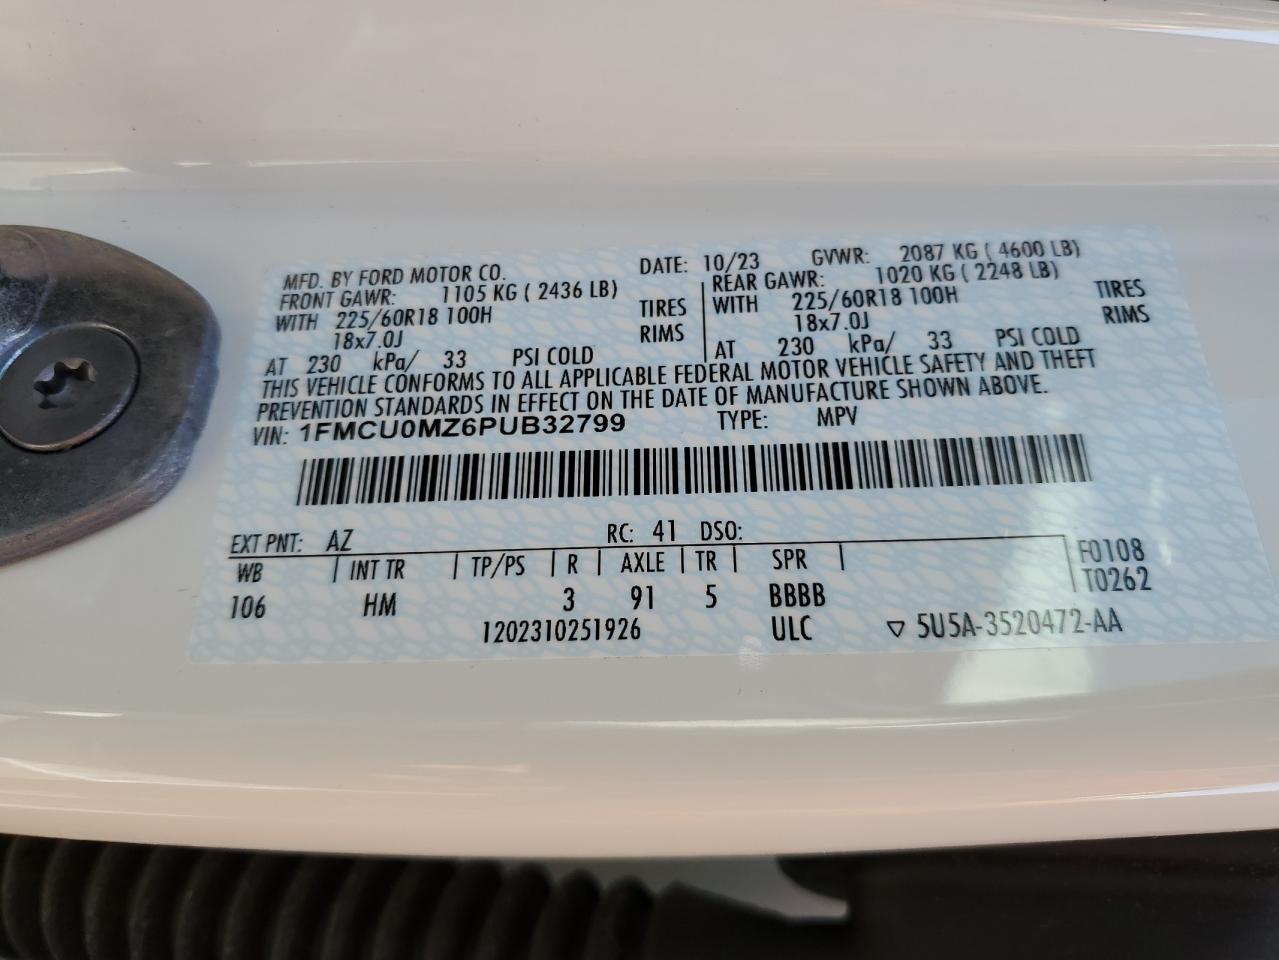 MFD. BY FORD MOTOR CO. DATE: 10/23 GVWR: 2087 KG ( 4600 LB)
FRONT GAWR: 1105 KG ( 2436 LB) REAR GAWR: 1020 KG ( 2248 LB)
WITH 225/60R18 100H TIRES WITH 225/60R18 100H TIRES
18x7.0J RIMS 18x7.0J RIMS
AT 230 kPa/ 33 PSI COLD AT 230 kPa/ 33 PSI COLD
THIS VEHICLE CONFORMS TO ALL APPLICABLE FEDERAL MOTOR VEHICLE SAFETY AND THEFT
PREVENTION STANDARDS IN EFFECT ON THE DATE OF MANUFACTURE SHOWN ABOVE.
VIN: 1FMCU0MZ6PUB32799 TYPE: MPV
EXT PNT: AZ RC: 41 DSO:
WB INT TR TP/PS R AXLE TR SPR F0108
106 HM 3 91 5 BBBB T0262
1202310251926 ULC ▽ 5U5A-3520472-AA